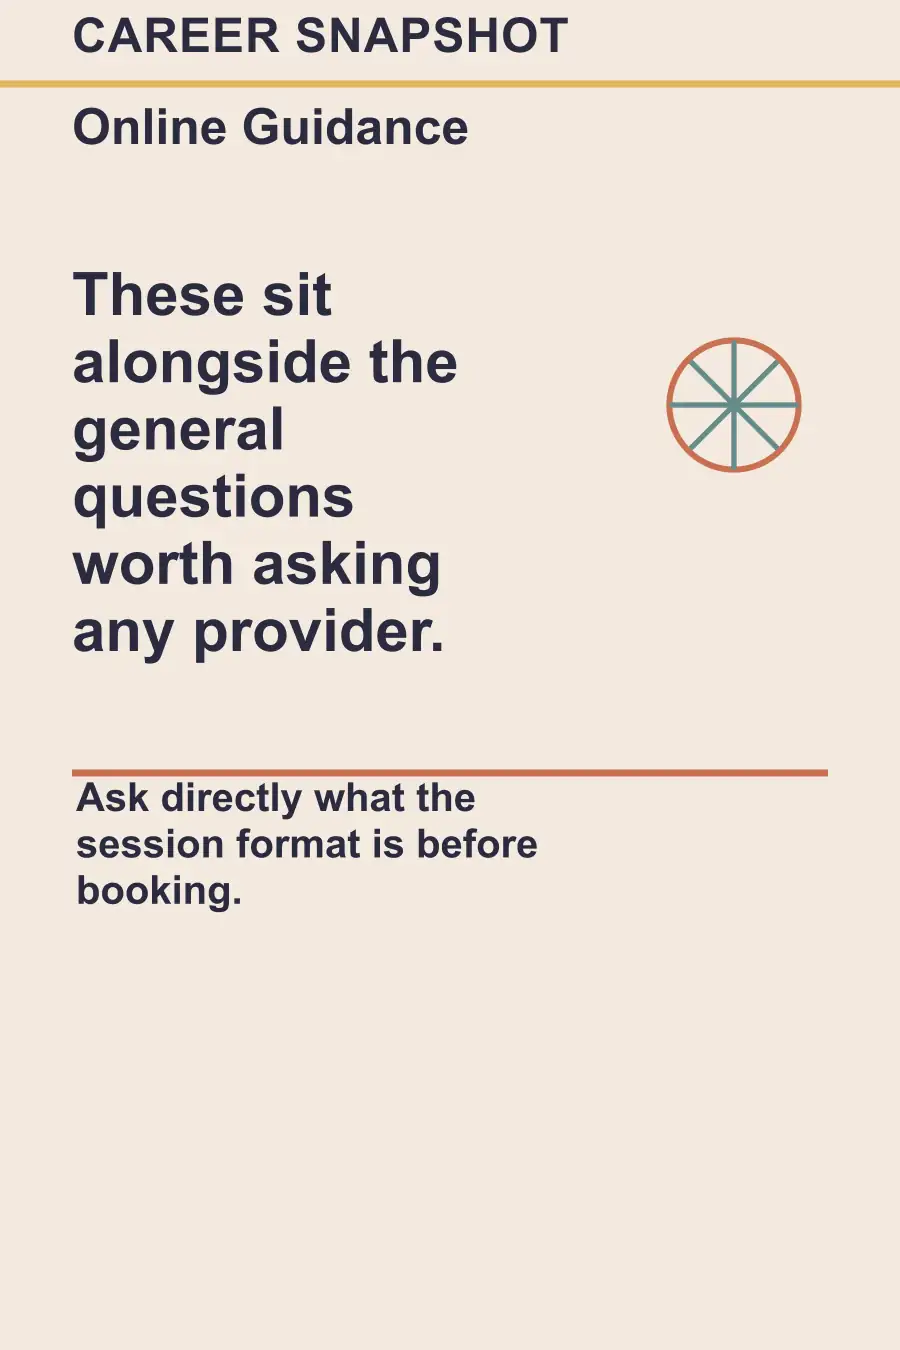 CAREER SNAPSHOT
Online Guidance
These sit
alongside the
general
questions
worth asking
any provider.
Ask directly what the
session format is before
booking.